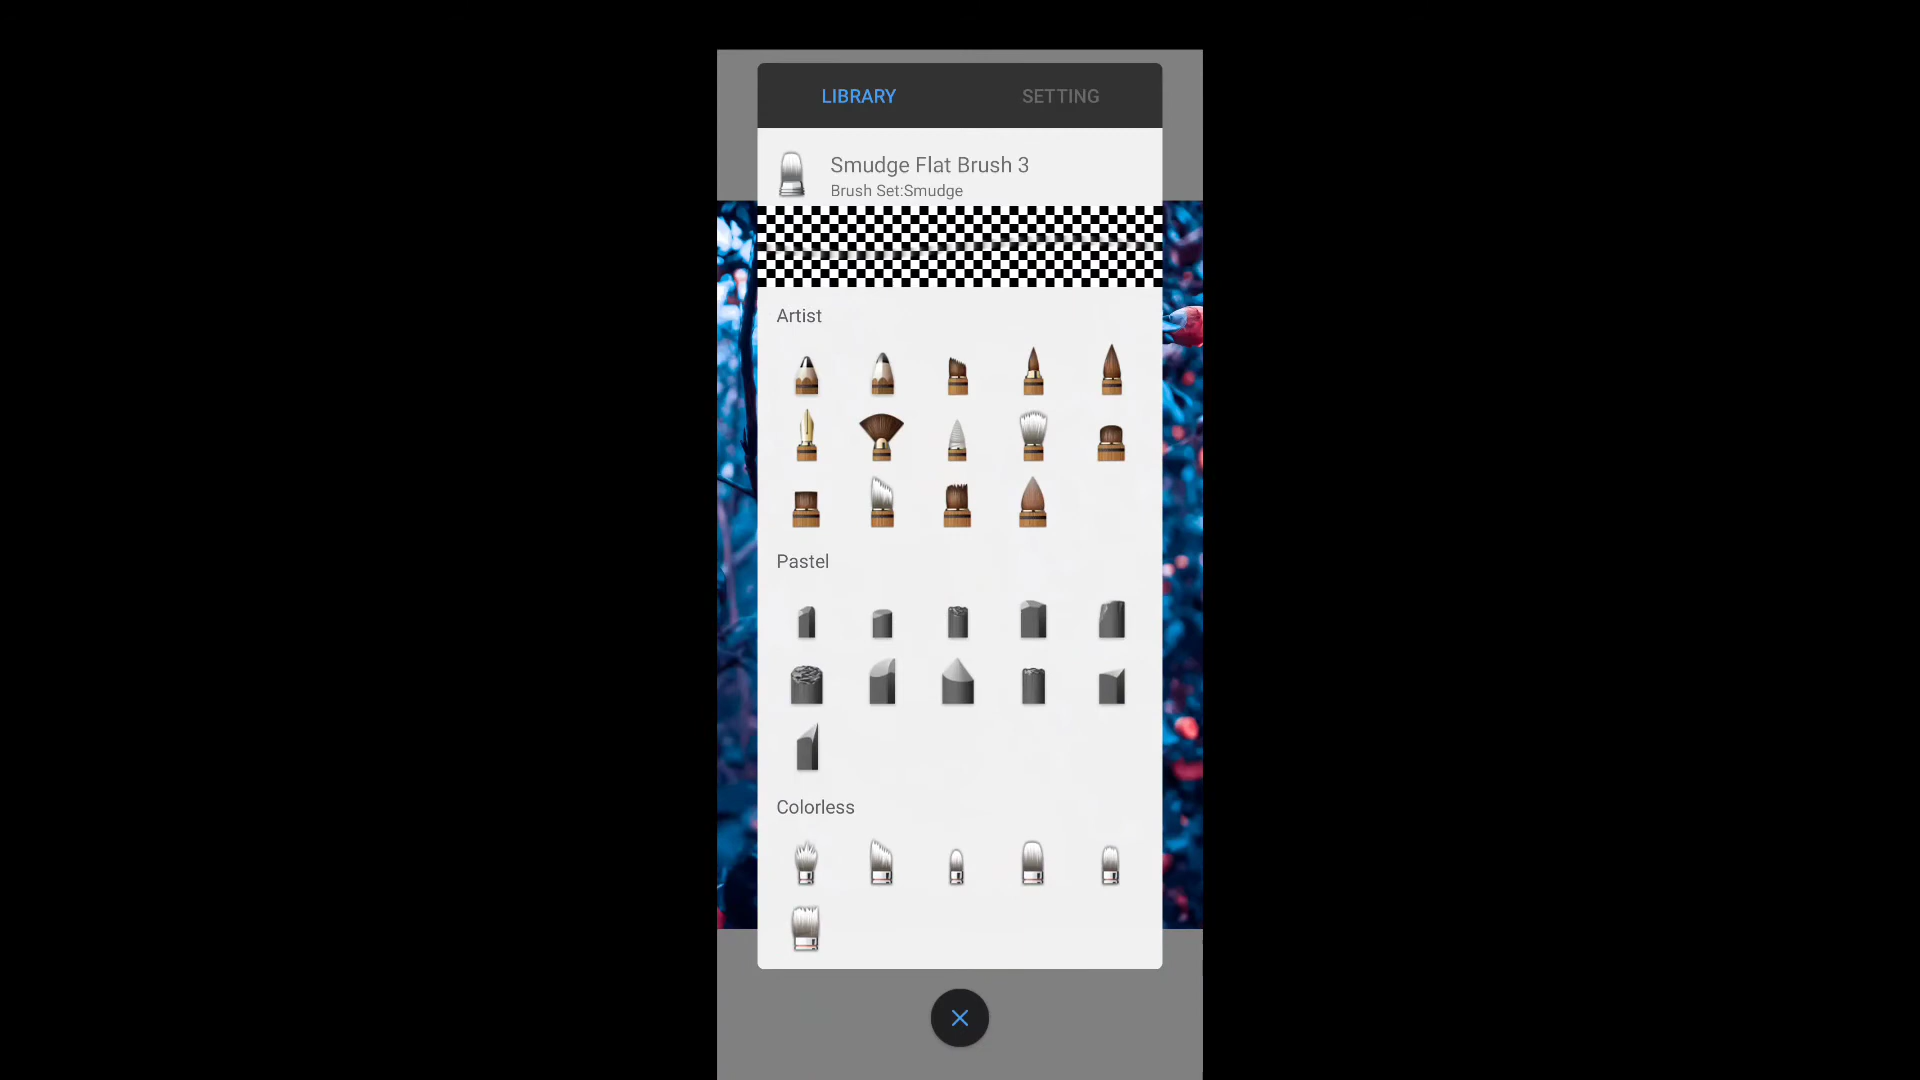 LIBRARY SETTING
Smudge Flat Brush 3
Brush Set:Smudge
Artist
Pastel
Colorless